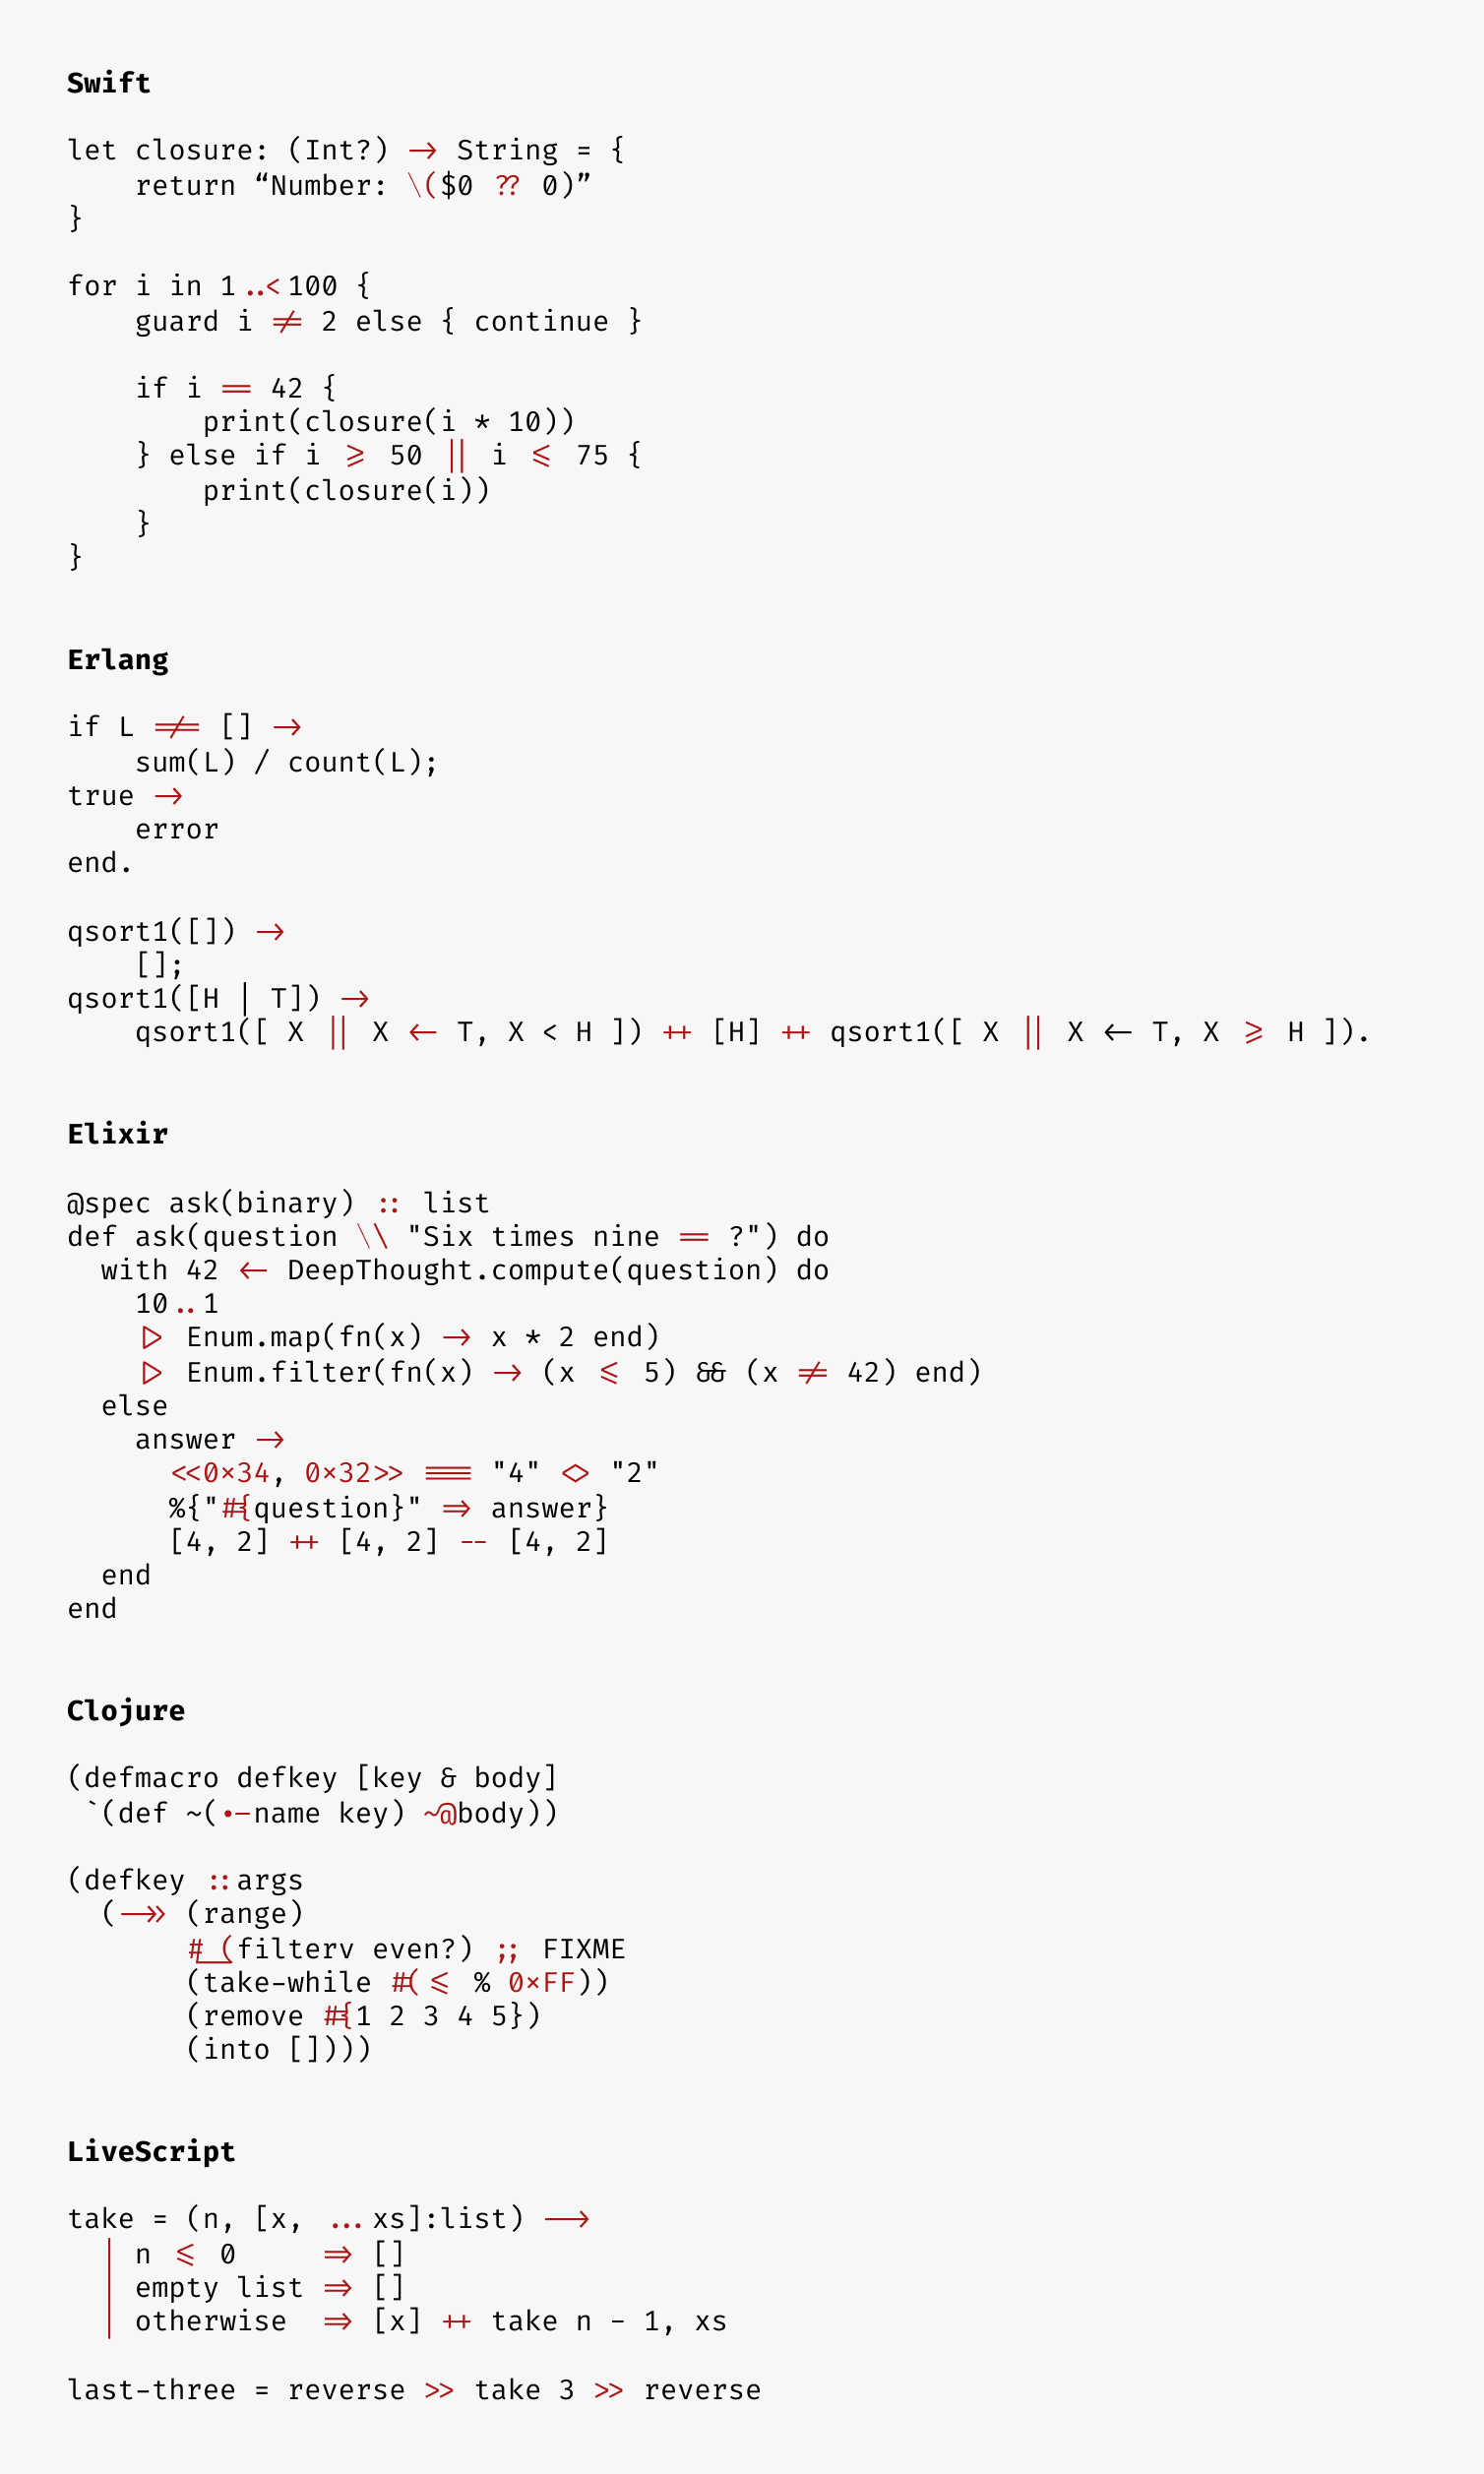 Swift
let closure: (Int?) -> String = {
    return “Number: \($0 ?? 0)”
}
for i in 1..<100 {
    guard i != 2 else { continue }
    if i == 42 {
        print(closure(i * 10))
    } else if i >= 50 || i <= 75 {
        print(closure(i))
    }
}
Erlang
if L =/= [] ->
    sum(L) / count(L);
true ->
    error
end.
qsort1([]) ->
    [];
qsort1([H | T]) ->
    qsort1([ X || X <- T, X < H ]) ++ [H] ++ qsort1([ X || X <- T, X >= H ]).
Elixir
@spec ask(binary) :: list
def ask(question \\ "Six times nine == ?") do
  with 42 <- DeepThought.compute(question) do
    10..1
    |> Enum.map(fn(x) -> x * 2 end)
    |> Enum.filter(fn(x) -> (x <= 5) && (x != 42) end)
  else
    answer ->
      <<0x34, 0x32>> === "4" <> "2"
      %{"#{question}" => answer}
      [4, 2] ++ [4, 2] -- [4, 2]
  end
end
Clojure
(defmacro defkey [key & body]
 `(def ~(.-name key) ~@body))
(defkey ::args
  (->> (range)
       #_(filterv even?) ;; FIXME
       (take-while #(<= % 0xFF))
       (remove #{1 2 3 4 5})
       (into [])))
LiveScript
take = (n, [x, ...xs]:list) -->
  | n <= 0     => []
  | empty list => []
  | otherwise  => [x] ++ take n - 1, xs
last-three = reverse >> take 3 >> reverse